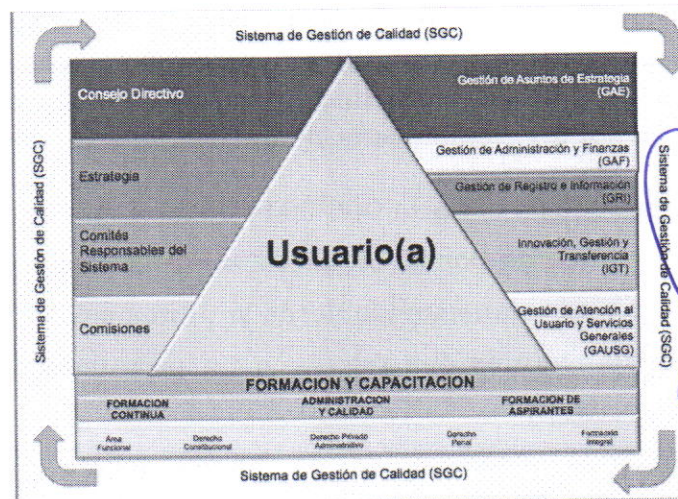 Sistema de Gestión de Calidad (SGC)
Consejo Directivo
Gestión de Asuntos de Estrategia
(GAE)
Estrategia
Gestión de Administración y Finanzas
(GAF)
Gestión de Registro e Información
(GRI)
Comités
Responsables del
Sistema
Usuario(a)
Innovación, Gestión y
Transferencia
(IGT)
Comisiones
Gestión de Atención al
Usuario y Servicios
Generales
(GAUSG)
Sistema de Gestión de Calidad (SGC)
Sistema de Gestión de Calidad (SGC)
FORMACION Y CAPACITACION
FORMACION
CONTINUA
ADMINISTRACION
Y CALIDAD
FORMACION DE
ASPIRANTES
Área
Funcional
Derecho
Constitucional
Derecho Privado
Administrativo
Derecho
Penal
Formación
Integral
Sistema de Gestión de Calidad (SGC)